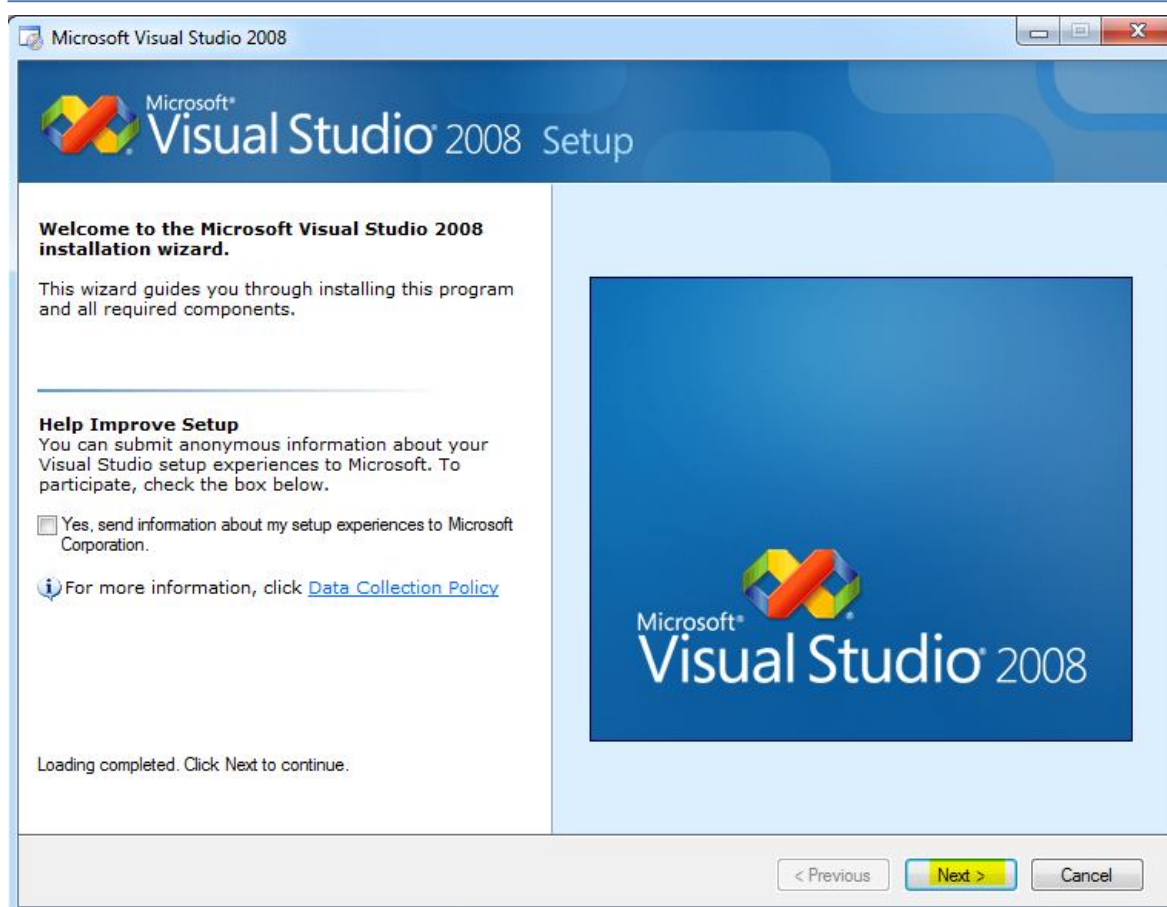 Microsoft Visual Studio 2008
Microsoft®
Visual Studio® 2008 Setup
Welcome to the Microsoft Visual Studio 2008
installation wizard.
This wizard guides you through installing this program
and all required components.
Help Improve Setup
You can submit anonymous information about your
Visual Studio setup experiences to Microsoft. To
participate, check the box below.
Yes, send information about my setup experiences to Microsoft
Corporation.
For more information, click Data Collection Policy
Microsoft®
Visual Studio® 2008
Loading completed. Click Next to continue.
< Previous
Next >
Cancel